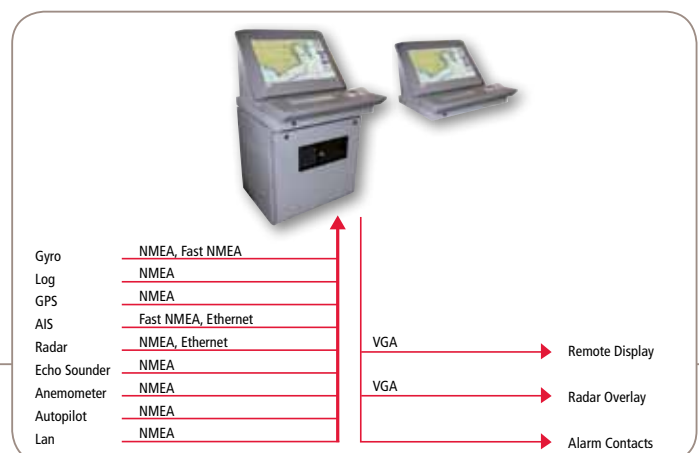 Gyro NMEA, Fast NMEA
Log NMEA
GPS NMEA
AIS Fast NMEA, Ethernet
Radar NMEA, Ethernet
Echo Sounder NMEA
Anemometer NMEA
Autopilot NMEA
Lan NMEA
VGA Remote Display
VGA Radar Overlay
Alarm Contacts